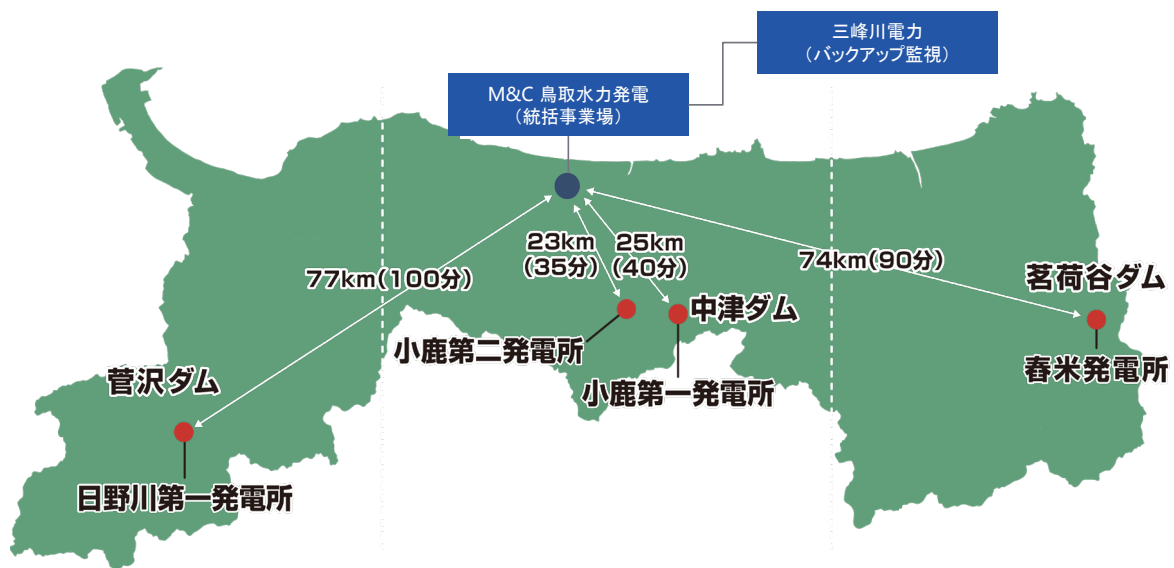 三峰川電力
（バックアップ監視）
M&C 鳥取水力発電
（統括事業場）
23km
(35分)
25km
(40分)
77km(100分)
74km(90分)
茗荷谷ダム
中津ダム
小鹿第二発電所
舂米発電所
菅沢ダム
小鹿第一発電所
日野川第一発電所